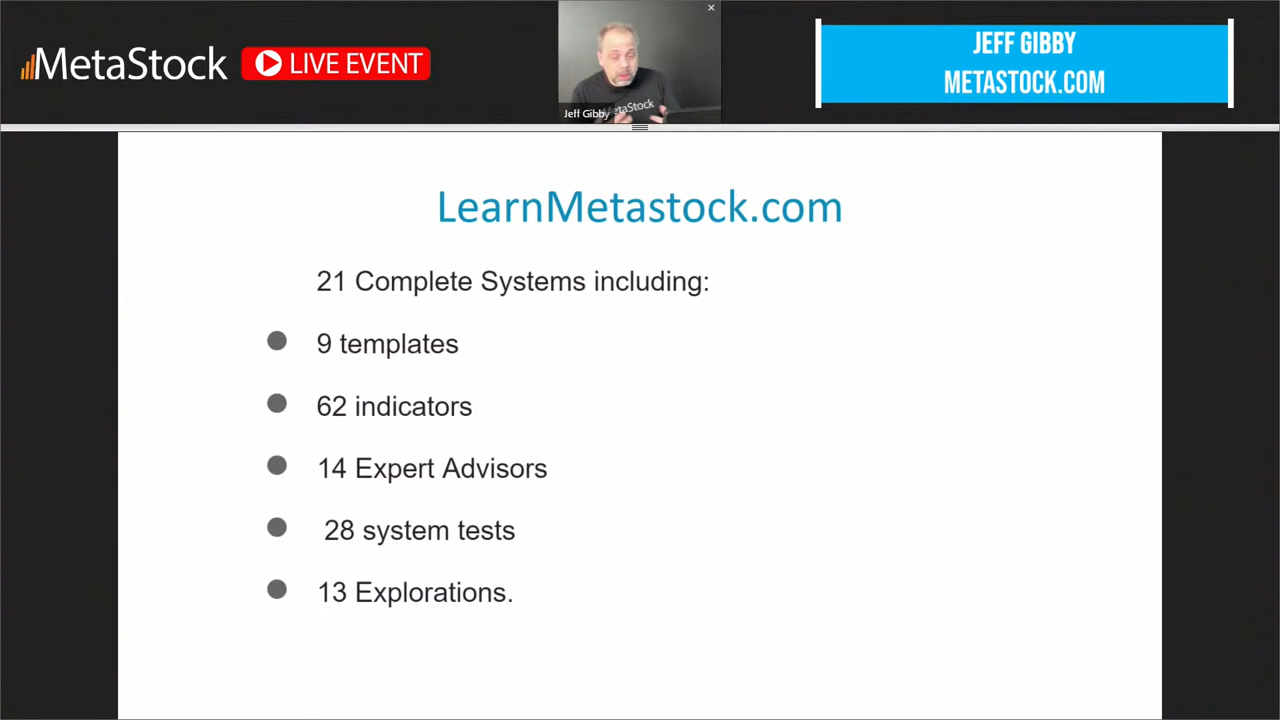 MetaStock
LIVE EVENT
Jeff Gibby
MetaStock
JEFF GIBBY
METASTOCK.COM
LearnMetastock.com
21 Complete Systems including:
9 templates
62 indicators
14 Expert Advisors
28 system tests
13 Explorations.